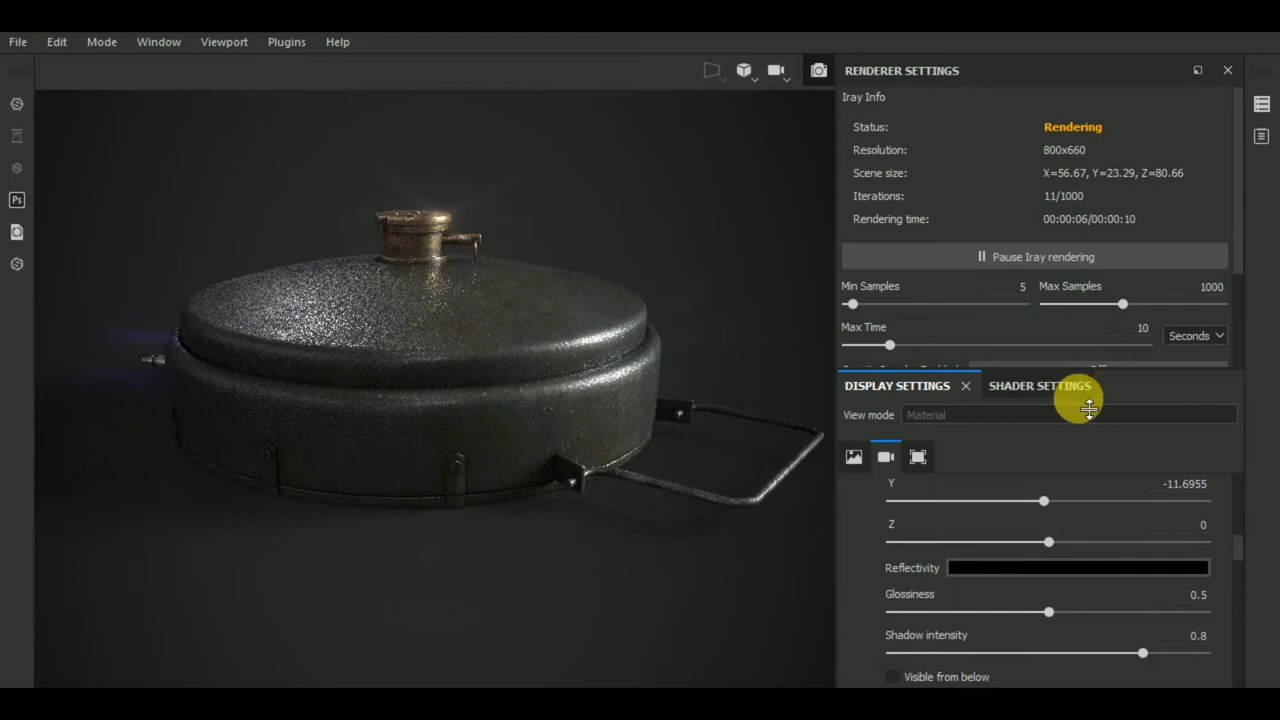 File Edit Mode Window Viewport Plugins Help
RENDERER SETTINGS
Iray Info
Status: Rendering
Resolution: 800x660
Scene size: X=56.67, Y=23.29, Z=80.66
Iterations: 11/1000
Rendering time: 00:00:06/00:00:10
Pause Iray rendering
Min Samples 5 Max Samples 1000
Max Time 10 Seconds
DISPLAY SETTINGS SHADER SETTINGS
View mode Material
Ps
Y -11.6955
Z 0
Reflectivity
Glossiness 0.5
Shadow intensity 0.8
Visible from below